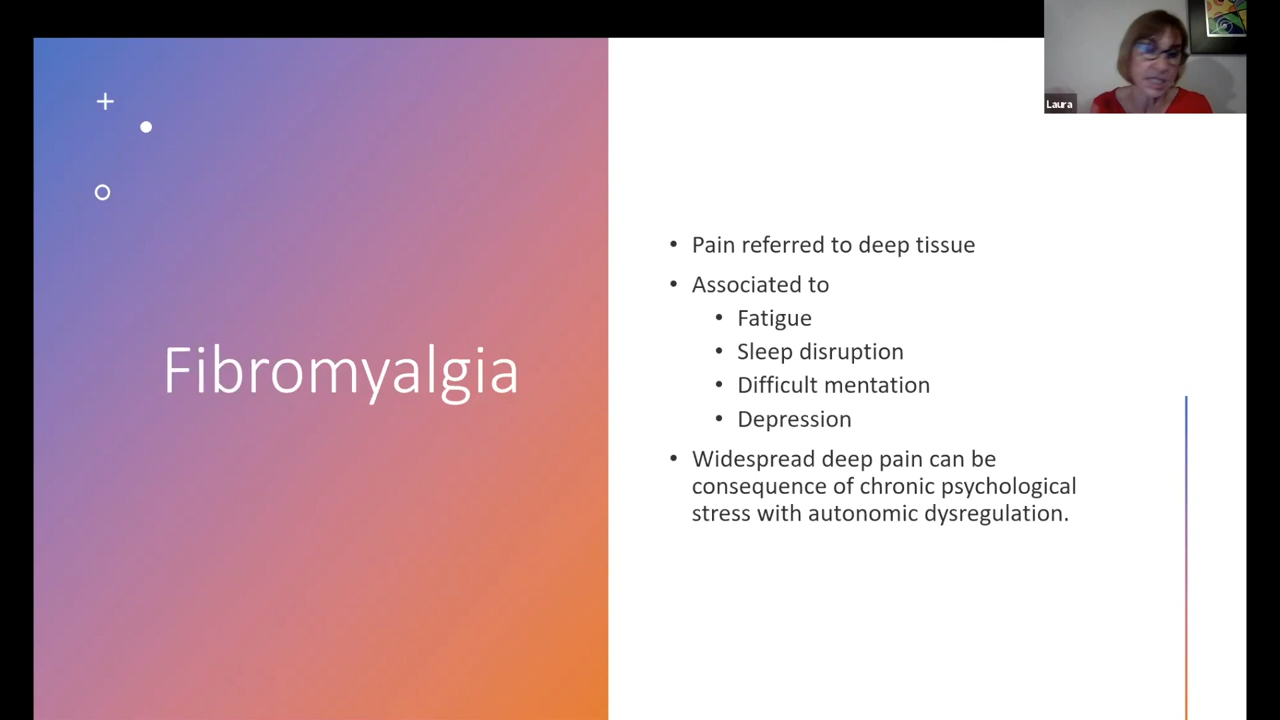 Laura
Fibromyalgia
• Pain referred to deep tissue
• Associated to
• Fatigue
• Sleep disruption
• Difficult mentation
• Depression
• Widespread deep pain can be
consequence of chronic psychological
stress with autonomic dysregulation.